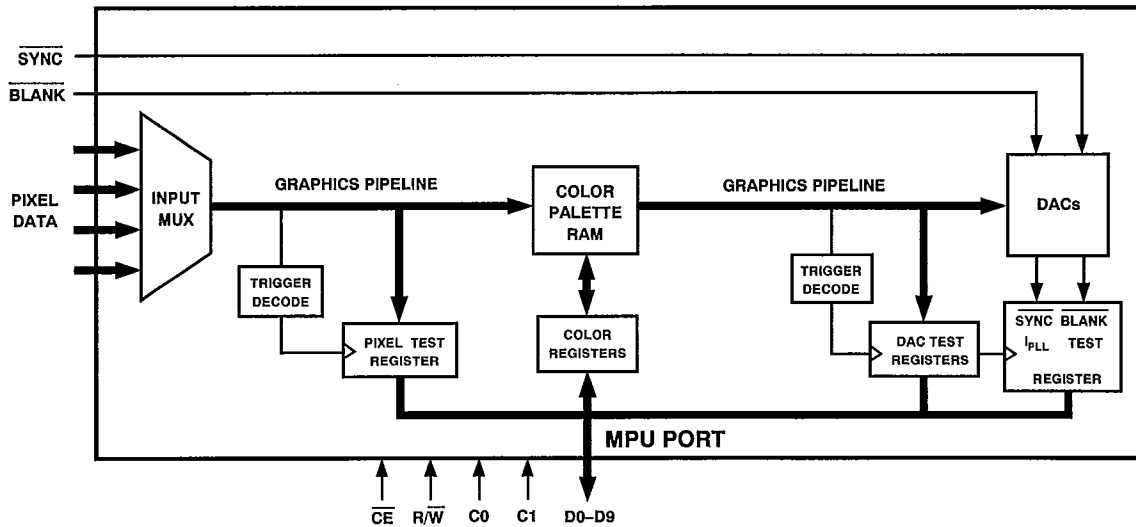 SYNC
BLANK
PIXEL
DATA
INPUT
MUX
GRAPHICS PIPELINE
TRIGGER
DECODE
PIXEL TEST
REGISTER
COLOR
PALETTE
RAM
COLOR
REGISTERS
GRAPHICS PIPELINE
TRIGGER
DECODE
DAC TEST
REGISTERS
DACs
SYNC BLANK
IPLL TEST
REGISTER
MPU PORT
CE R/W C0 C1 D0–D9